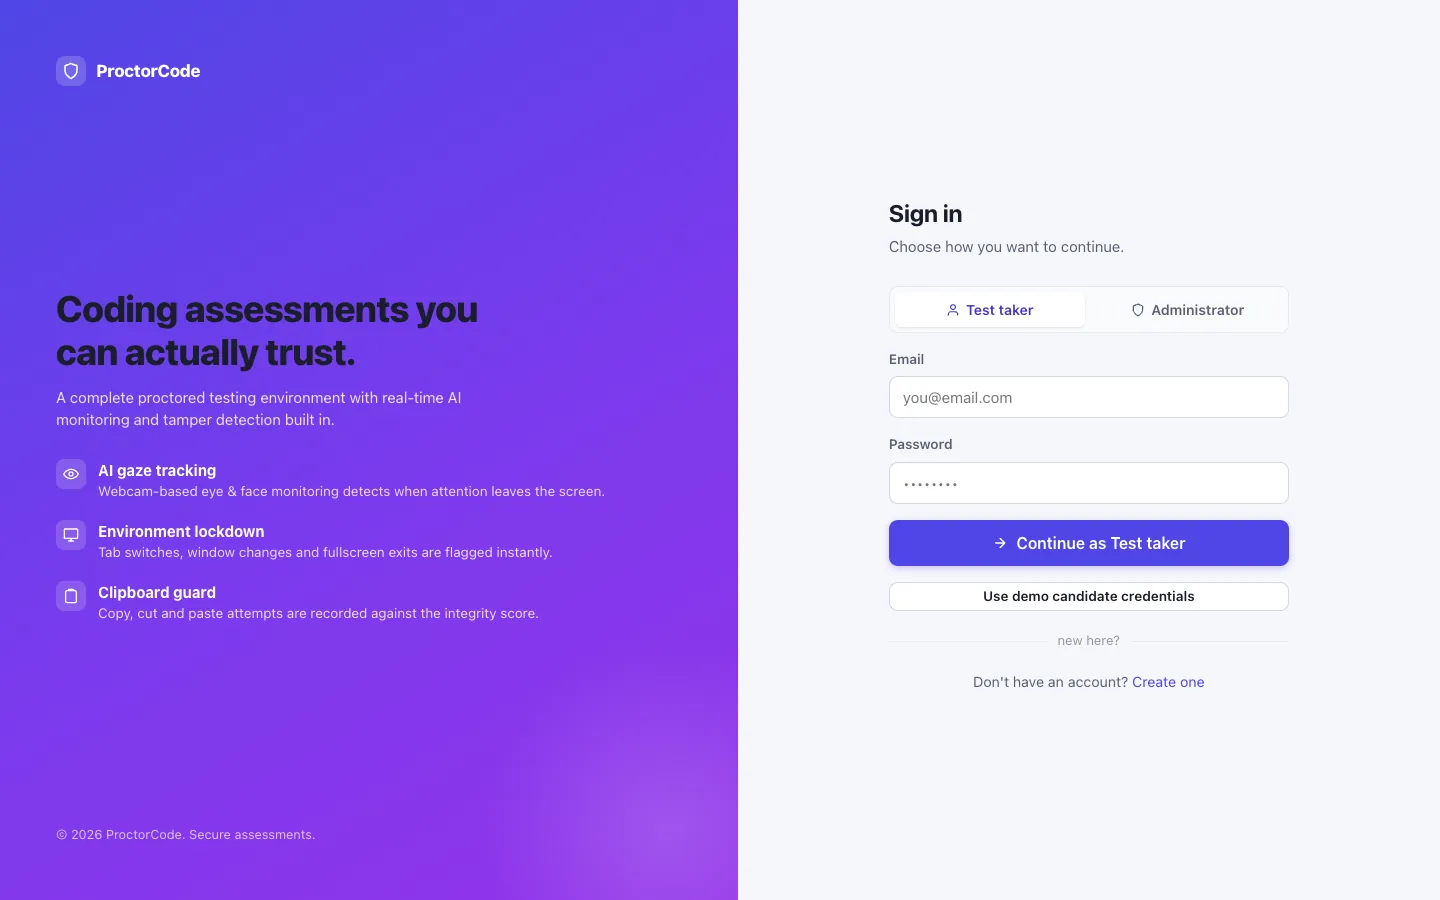 ProctorCode
Coding assessments you
can actually trust.
A complete proctored testing environment with real-time AI
monitoring and tamper detection built in.
AI gaze tracking
Webcam-based eye & face monitoring detects when attention leaves the screen.
Environment lockdown
Tab switches, window changes and fullscreen exits are flagged instantly.
Clipboard guard
Copy, cut and paste attempts are recorded against the integrity score.
© 2026 ProctorCode. Secure assessments.
Sign in
Choose how you want to continue.
Test taker
Administrator
Email
you@email.com
Password
••••••••
Continue as Test taker
Use demo candidate credentials
new here?
Don't have an account? Create one